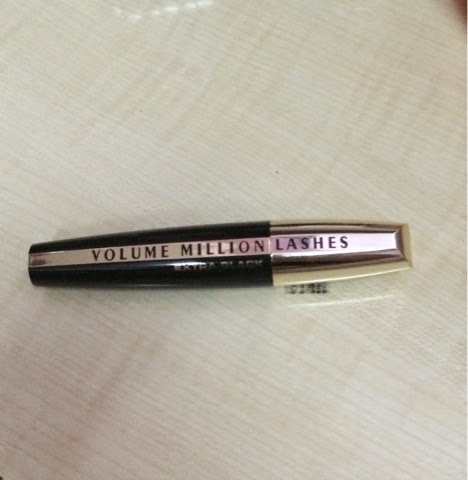 VOLUME MILLION LASHES
EXTRA BLACK